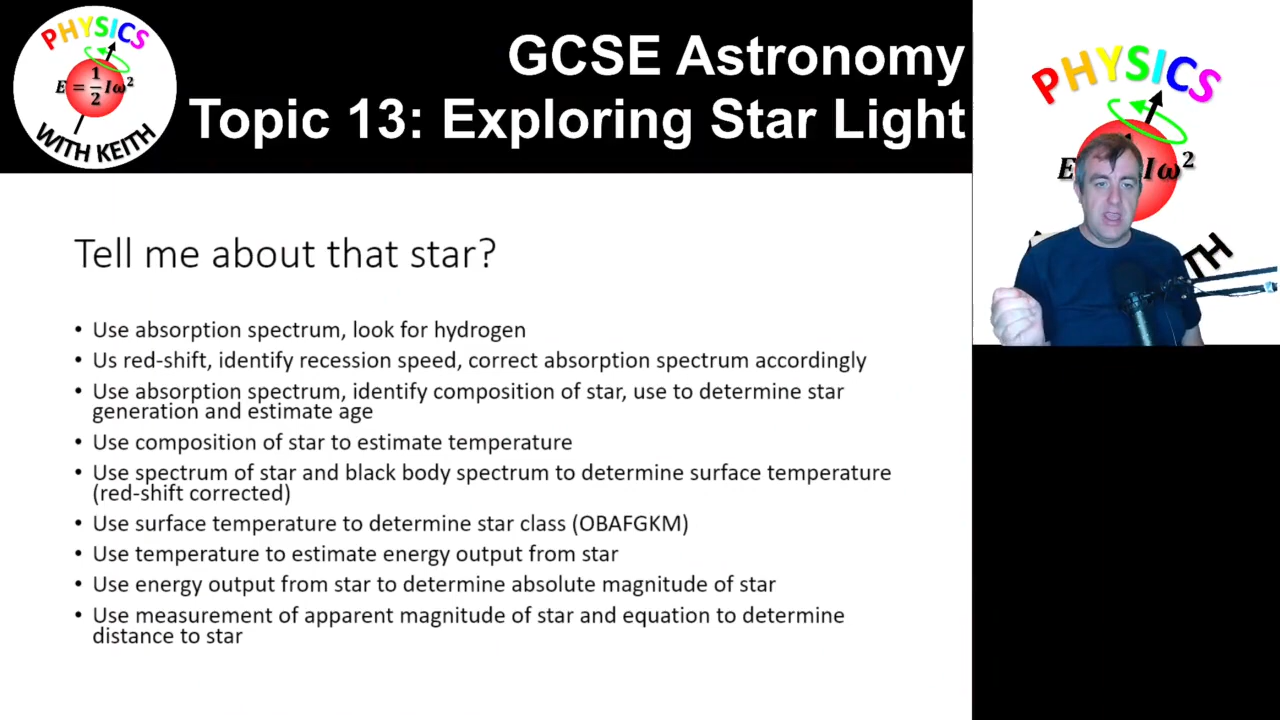 PHYSICS
E = 1/2 Iω²
WITH KEITH
GCSE Astronomy
Topic 13: Exploring Star Light
PHYSICS
E Iω²
TH
Tell me about that star?
• Use absorption spectrum, look for hydrogen
• Us red-shift, identify recession speed, correct absorption spectrum accordingly
• Use absorption spectrum, identify composition of star, use to determine star
generation and estimate age
• Use composition of star to estimate temperature
• Use spectrum of star and black body spectrum to determine surface temperature
(red-shift corrected)
• Use surface temperature to determine star class (OBAFGKM)
• Use temperature to estimate energy output from star
• Use energy output from star to determine absolute magnitude of star
• Use measurement of apparent magnitude of star and equation to determine
distance to star